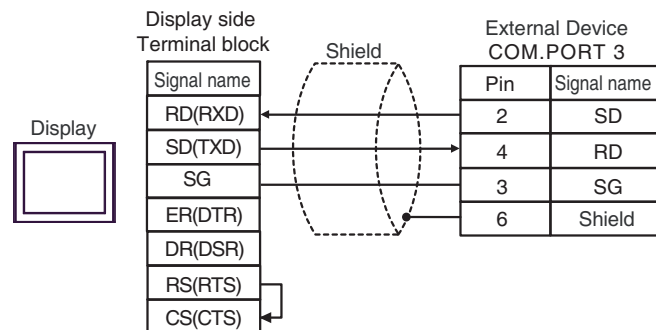 Display side
Terminal block
Shield
External Device
COM.PORT 3
Signal name
Pin Signal name
RD(RXD) 2 SD
Display
SD(TXD) 4 RD
SG 3 SG
ER(DTR) 6 Shield
DR(DSR)
RS(RTS)
CS(CTS)